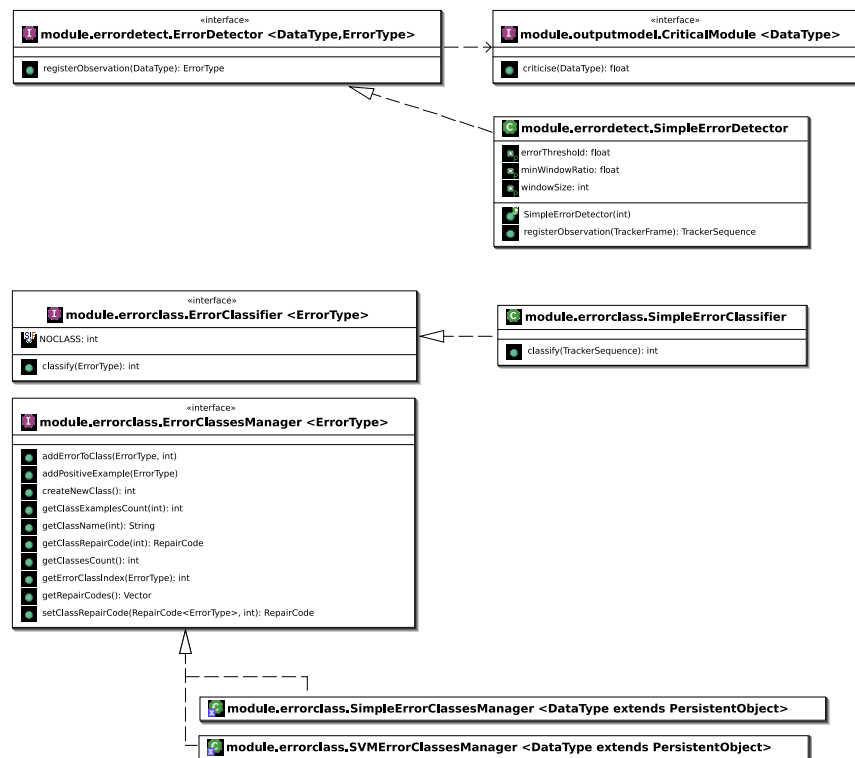 «interface»
module.errordetect.ErrorDetector <DataType,ErrorType>
registerObservation(DataType): ErrorType
«interface»
module.outputmodel.CriticalModule <DataType>
criticise(DataType): float
module.errordetect.SimpleErrorDetector
errorThreshold: float
minWindowRatio: float
windowSize: int
SimpleErrorDetector(int)
registerObservation(TrackerFrame): TrackerSequence
«interface»
module.errorclass.ErrorClassifier <ErrorType>
NOCLASS: int
classify(ErrorType): int
module.errorclass.SimpleErrorClassifier
classify(TrackerSequence): int
«interface»
module.errorclass.ErrorClassesManager <ErrorType>
addErrorToClass(ErrorType, int)
addPositiveExample(ErrorType)
createNewClass(): int
getClassExamplesCount(int): int
getClassName(int): String
getClassRepairCode(int): RepairCode
getClassesCount(): int
getErrorClassIndex(ErrorType): int
getRepairCodes(): Vector
setClassRepairCode(RepairCode<ErrorType>, int): RepairCode
module.errorclass.SimpleErrorClassesManager <DataType extends PersistentObject>
module.errorclass.SVMErrorClassesManager <DataType extends PersistentObject>